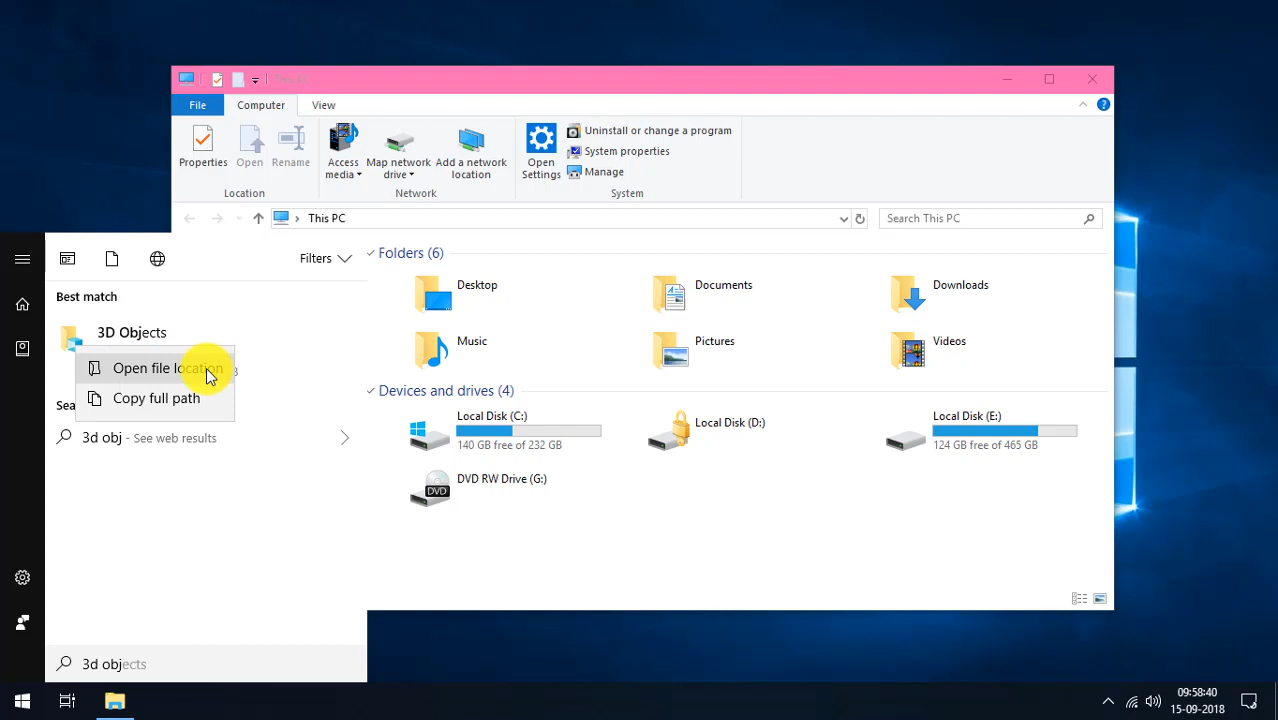 File
Computer
View
Properties
Open
Rename
Access media
Map network drive
Add a network location
Open Settings
Uninstall or change a program
System properties
Manage
Location
Network
System
This PC
Search This PC
Filters
Best match
3D Objects
Open file location
Copy full path
3d obj - See web results
3d objects
Folders (6)
Desktop
Documents
Downloads
Music
Pictures
Videos
Devices and drives (4)
Local Disk (C:)
140 GB free of 232 GB
Local Disk (D:)
Local Disk (E:)
124 GB free of 465 GB
DVD RW Drive (G:)
DVD
09:58:40
15-09-2018